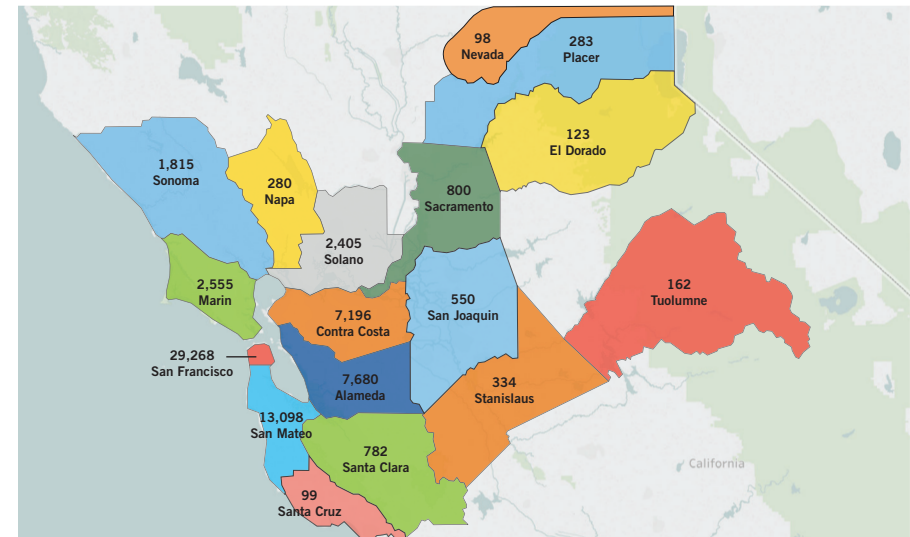 98
Nevada
283
Placer
123
El Dorado
1,815
Sonoma
280
Napa
800
Sacramento
2,405
Solano
2,555
Marin
162
Tuolumne
550
San Joaquin
7,196
Contra Costa
29,268
San Francisco
7,680
Alameda
334
Stanislaus
13,098
San Mateo
782
Santa Clara
California
99
Santa Cruz